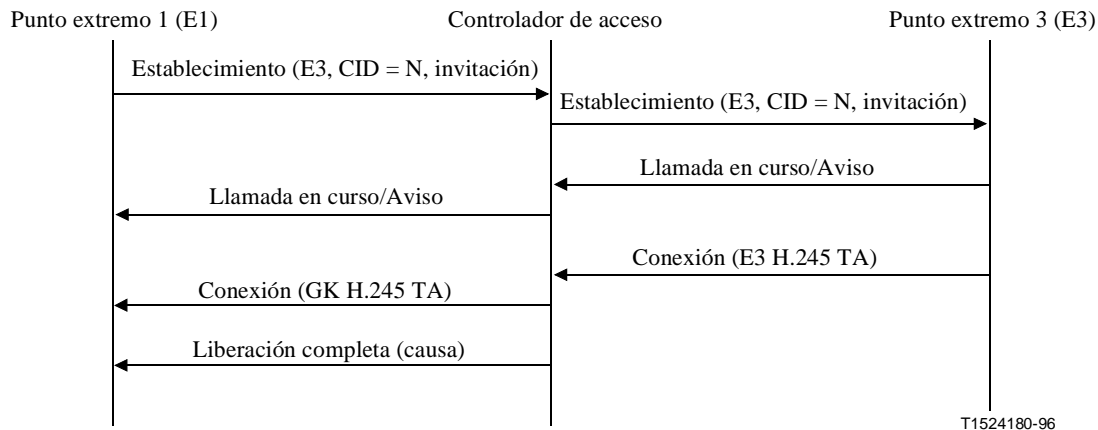 Punto extremo 1 (E1)
Controlador de acceso
Punto extremo 3 (E3)
Establecimiento (E3, CID = N, invitación)
Establecimiento (E3, CID = N, invitación)
Llamada en curso/Aviso
Llamada en curso/Aviso
Conexión (E3 H.245 TA)
Conexión (GK H.245 TA)
Liberación completa (causa)
T1524180-96